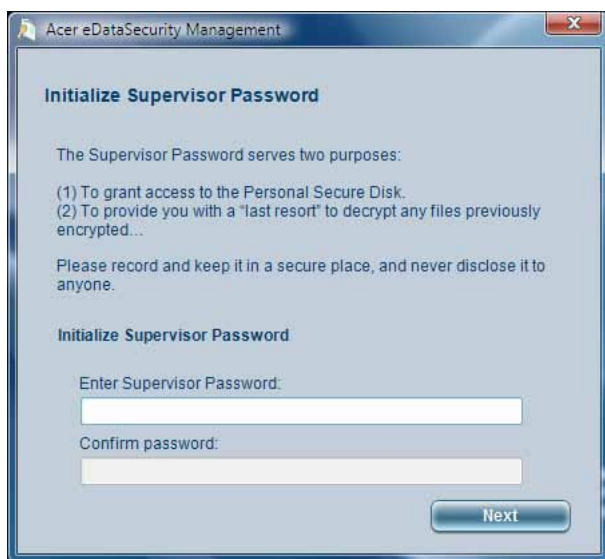 Acer eDataSecurity Management
Initialize Supervisor Password
The Supervisor Password serves two purposes:
(1) To grant access to the Personal Secure Disk.
(2) To provide you with a “last resort” to decrypt any files previously
encrypted...
Please record and keep it in a secure place, and never disclose it to
anyone.
Initialize Supervisor Password
Enter Supervisor Password:
Confirm password:
Next